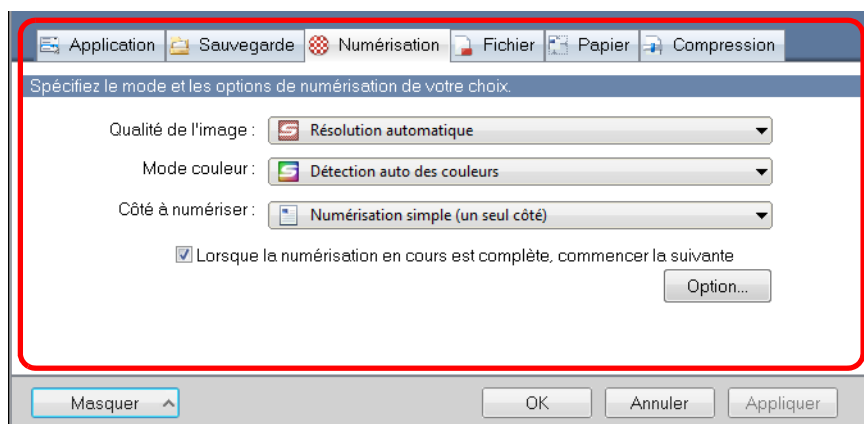 Application Sauvegarde Numérisation Fichier Papier Compression
Spécifiez le mode et les options de numérisation de votre choix.
Qualité de l'image : Résolution automatique
Mode couleur : Détection auto des couleurs
Côté à numériser : Numérisation simple (un seul côté)
Lorsque la numérisation en cours est complète, commencer la suivante
Option...
Masquer OK Annuler Appliquer